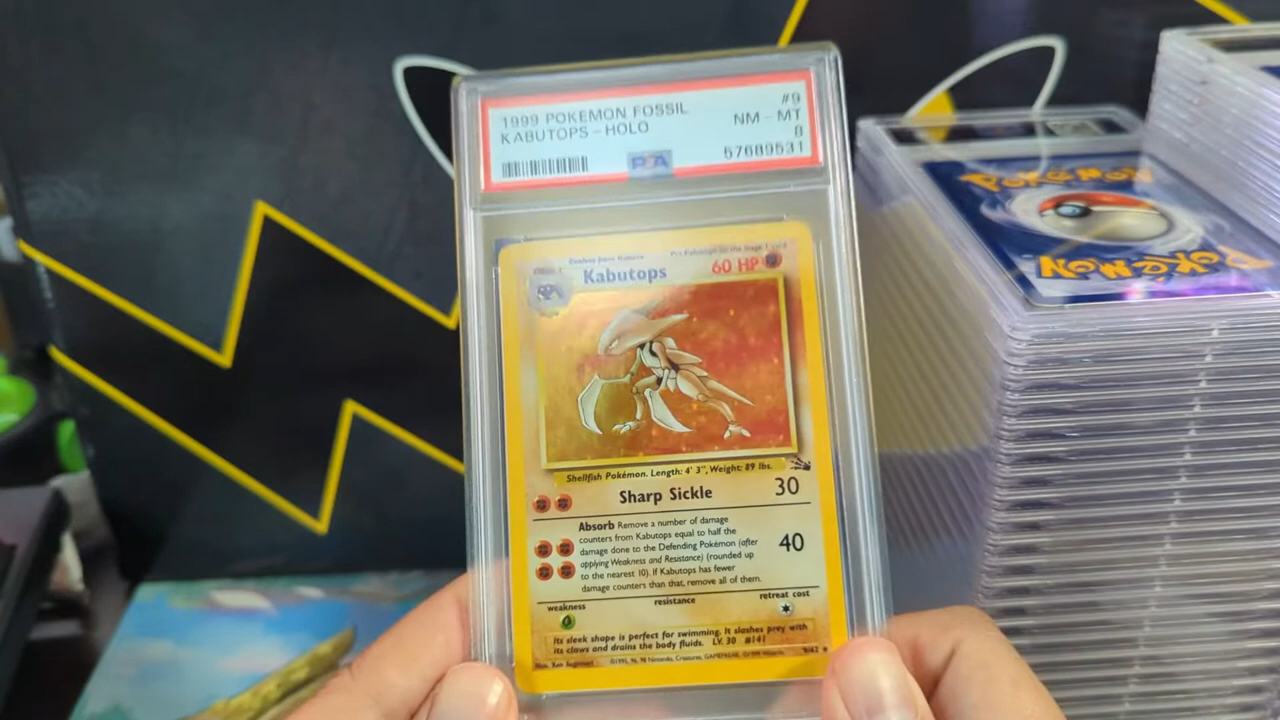 1999 POKEMON FOSSIL #9
KABUTOPS - HOLO NM - MT
8
PSA 57689531
POKéMON
POKéMON
Kabutops 60 HP
Shellfish Pokémon. Length: 4' 3", Weight: 89 lbs.
Sharp Sickle 30
Absorb Remove a number of damage
counters from Kabutops equal to half the
damage done to the Defending Pokémon (after
applying Weakness and Resistance) (rounded up
to the nearest 10). If Kabutops has fewer
damage counters than that, remove all of them.
40
weakness resistance retreat cost
Its sleek shape is perfect for swimming. It slashes prey with
its claws and drains the body fluids. LV. 30 #141
9/62